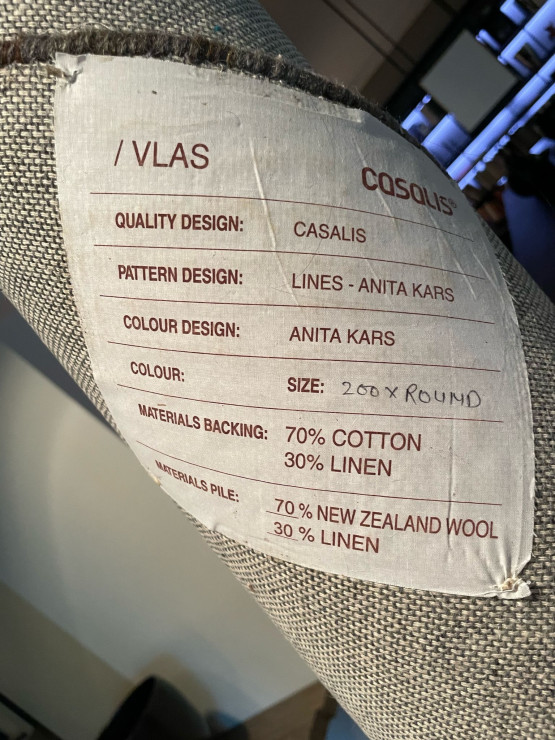 / VLAS
casalis®
QUALITY DESIGN: CASALIS
PATTERN DESIGN: LINES - ANITA KARS
COLOUR DESIGN: ANITA KARS
COLOUR: SIZE: 200 X ROUND
MATERIALS BACKING: 70% COTTON
30% LINEN
MATERIALS PILE: 70 % NEW ZEALAND WOOL
30 % LINEN